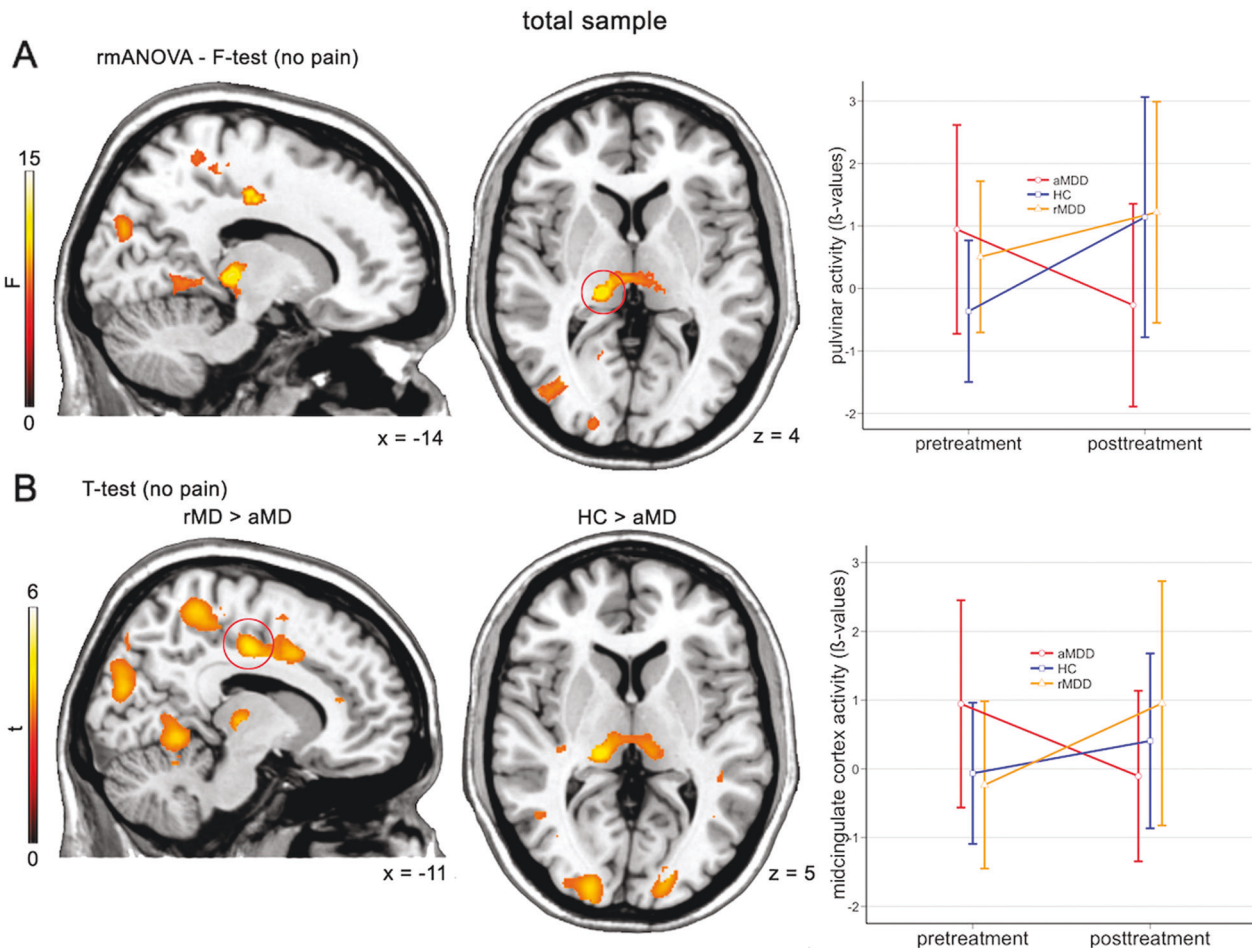 total sample
A
rmANOVA - F-test (no pain)
15
F
0
x = -14
z = 4
3
2
1
0
-1
-2
pulvinar activity (ß-values)
aMDD
HC
rMDD
pretreatment
posttreatment
B
T-test (no pain)
rMD > aMD
HC > aMD
6
t
0
x = -11
z = 5
3
2
1
0
-1
-2
midcingulate cortex activity (ß-values)
aMDD
HC
rMDD
pretreatment
posttreatment